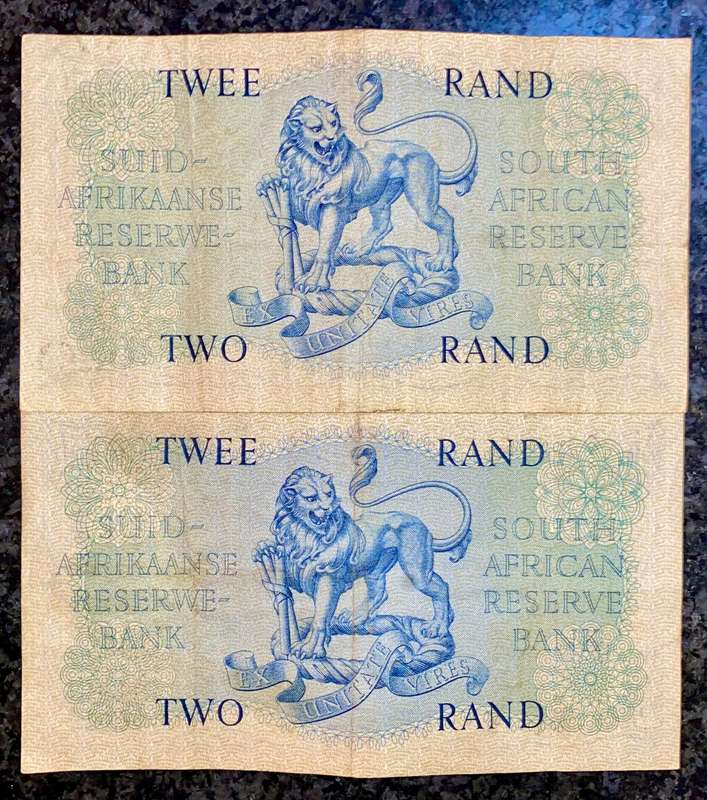 TWEE RAND
SUID-
AFRIKAANSE
RESERWE-
BANK
SOUTH
AFRICAN
RESERVE
BANK
EX UNITATE VIRES
TWO RAND
TWEE RAND
SUID-
AFRIKAANSE
RESERWE-
BANK
SOUTH
AFRICAN
RESERVE
BANK
EX UNITATE VIRES
TWO RAND